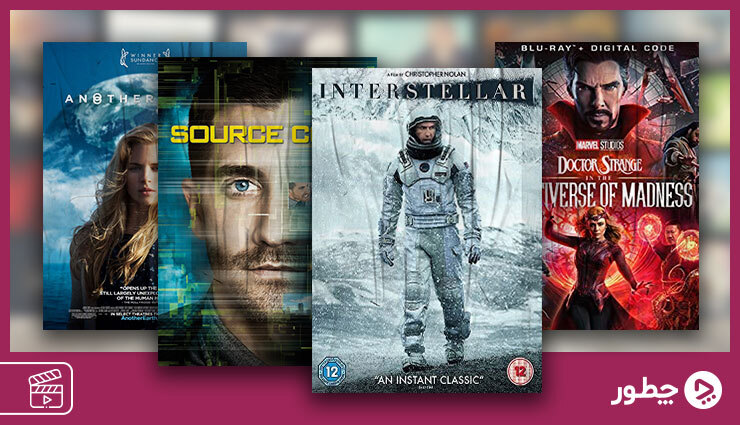 WINNER
SUNDANCE
ANOTHER
"OPENS UP THE
STILL LARGELY UNEXPLORED
OF THE HUMAN
IN SELECT THEATRES
AnotherEarth
SOURCE C
A FILM BY CHRISTOPHER NOLAN
INTERSTELLAR
12
"AN INSTANT CLASSIC"
12
BLU-RAY + DIGITAL CODE
MARVEL STUDIOS
DOCTOR STRANGE
IN THE
TIVERSE OF MADNESS
چطور